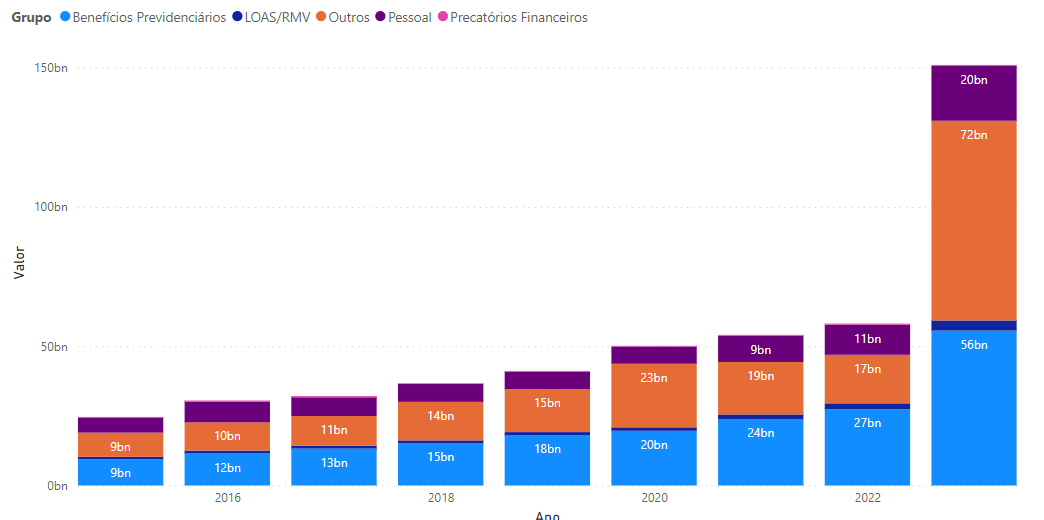 Grupo Benefícios Previdenciários LOAS/RMV Outros Pessoal Precatórios Financeiros
150bn
100bn
50bn
0bn
Valor
9bn
9bn
10bn
12bn
11bn
13bn
14bn
15bn
15bn
18bn
23bn
20bn
9bn
19bn
24bn
11bn
17bn
27bn
20bn
72bn
56bn
2016 2018 2020 2022
Ano